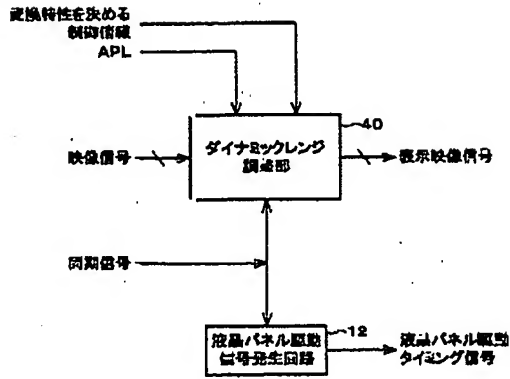 変換特性を決める
制御情報
APL
40
映像信号
ダイナミックレンジ
調整部
表示映像信号
同期信号
液晶パネル駆動
信号発生回路
12
液晶パネル駆動
タイミング信号